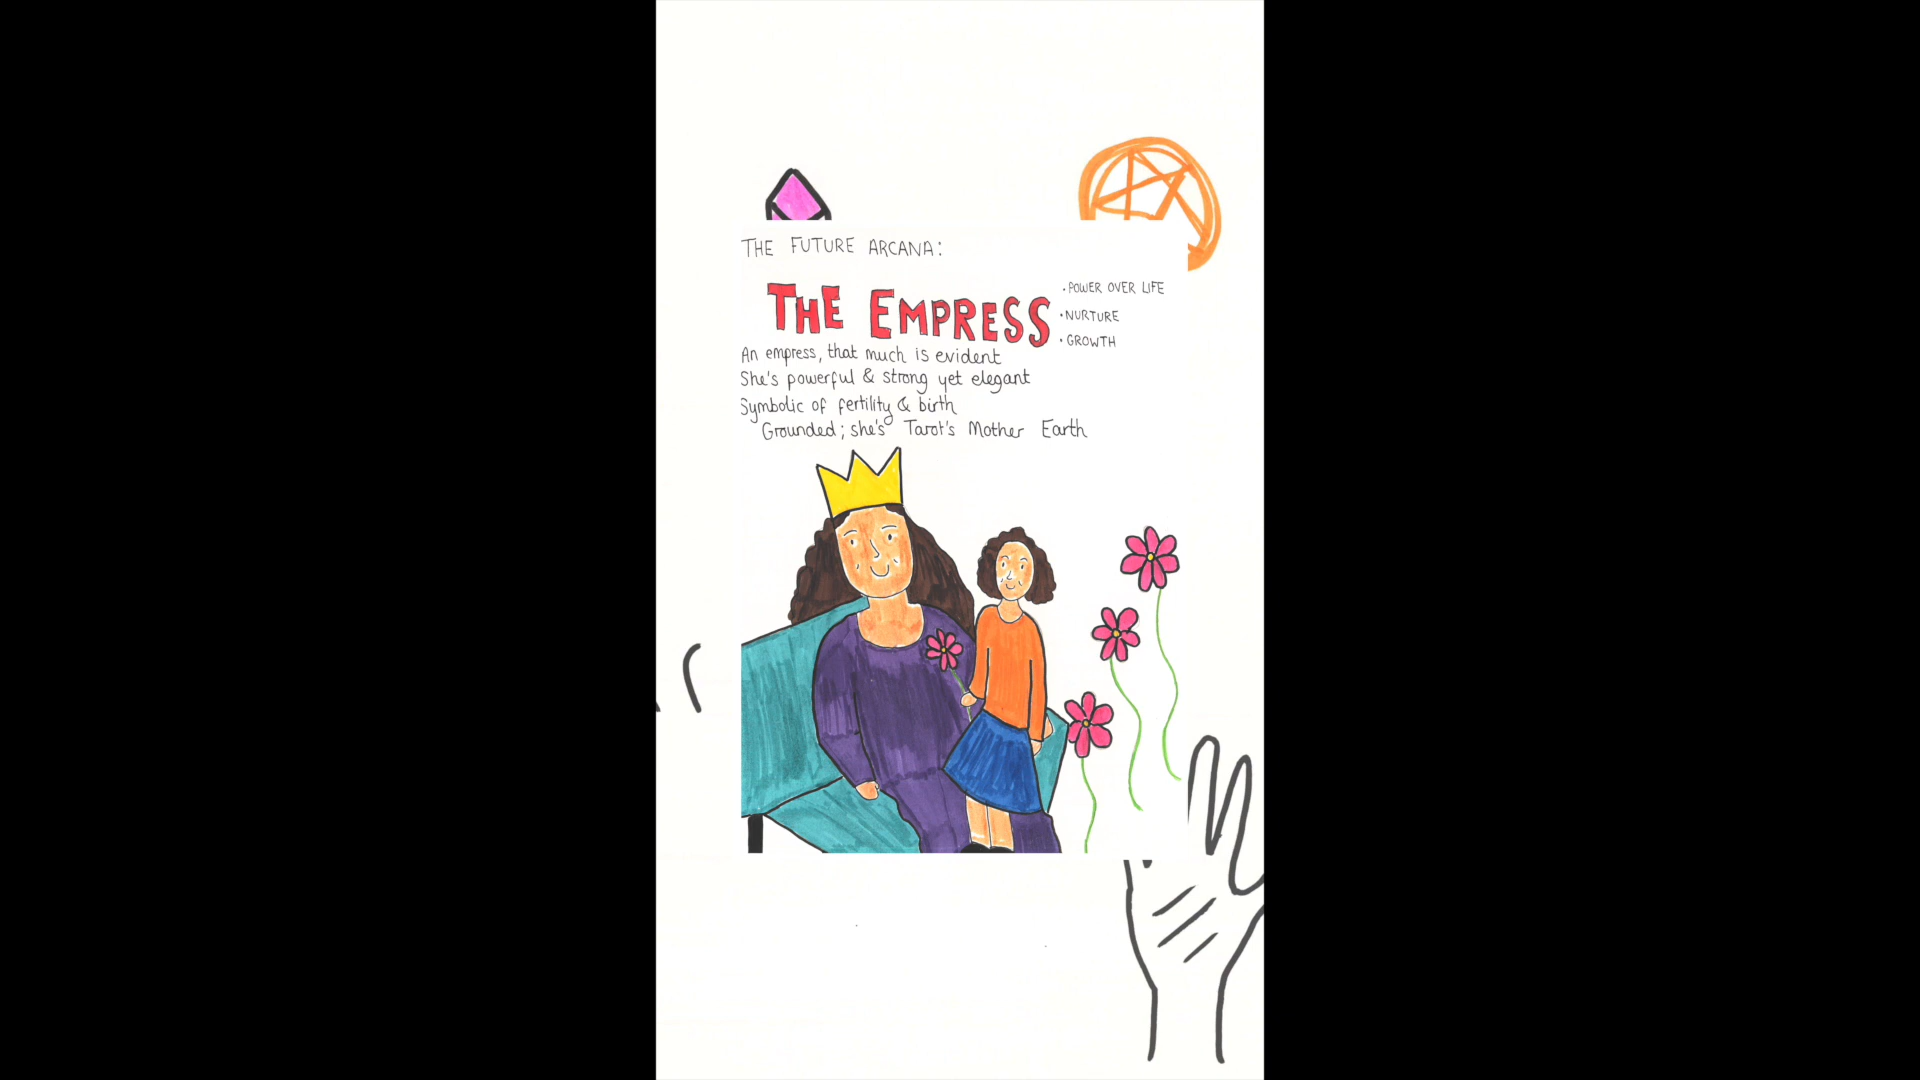 THE FUTURE ARCANA:
THE EMPRESS
• POWER OVER LIFE
• NURTURE
• GROWTH
An empress, that much is evident
She's powerful & strong yet elegant
Symbolic of fertility & birth
Grounded; she's Tarot's Mother Earth